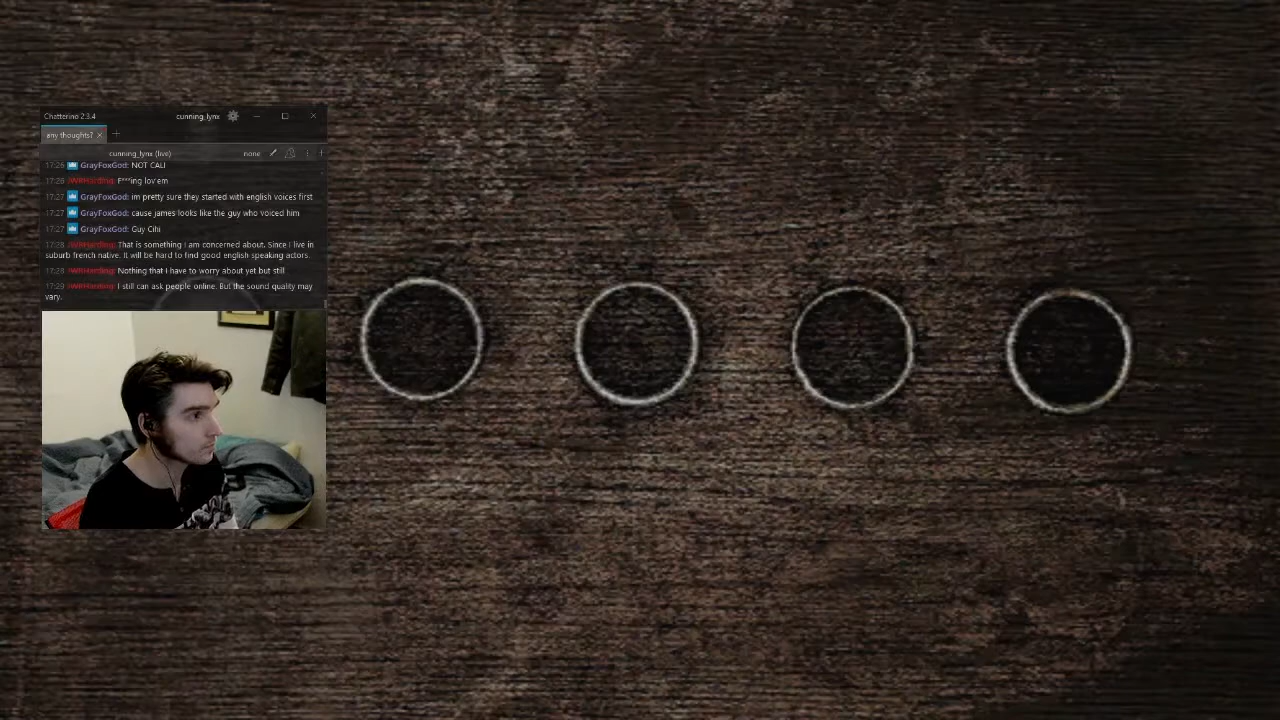 Chatterino 2.3.4
cunning_lynx
any thoughts?
cunning_lynx (live)
none
17:26 GrayFoxGod: NOT CALI
17:26 JWRHarding: F***ing lov'em
17:27 GrayFoxGod: im pretty sure they started with english voices first
17:27 GrayFoxGod: cause james looks like the guy who voiced him
17:27 GrayFoxGod: Guy Cihi
17:28 JWRHarding: That is something I am concerned about. Since I live in
suburb french native. It will be hard to find good english speaking actors.
17:28 JWRHarding: Nothing that I have to worry about yet but still
17:29 JWRHarding: I still can ask people online. But the sound quality may
vary.